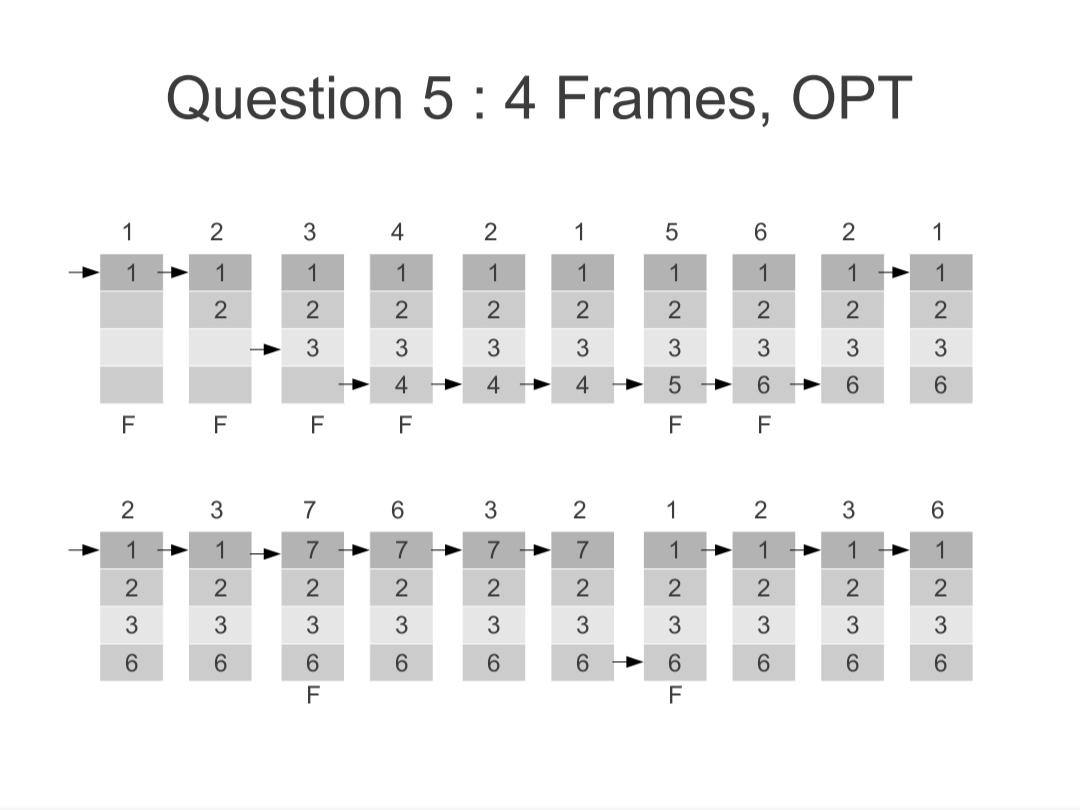 Question 5 : 4 Frames, OPT
1 2 3 4 2 1 5 6 2 1
1 1 1 1 1 1 1 1 1 1
2 2 2 2 2 2 2 2 2
3 3 3 3 3 3 3 3
4 4 4 5 6 6 6
F F F F F F
2 3 7 6 3 2 1 2 3 6
1 1 7 7 7 7 1 1 1 1
2 2 2 2 2 2 2 2 2 2
3 3 3 3 3 3 3 3 3 3
6 6 6 6 6 6 6 6 6 6
F F